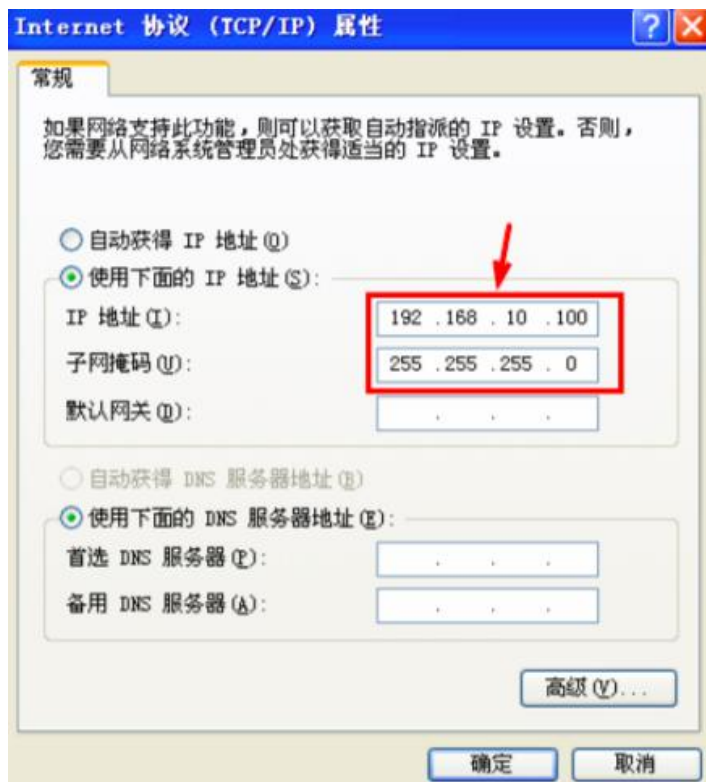 Internet 协议 (TCP/IP) 属性
常规
如果网络支持此功能，则可以获取自动指派的 IP 设置。否则，
您需要从网络系统管理员处获得适当的 IP 设置。
自动获得 IP 地址(O)
使用下面的 IP 地址(S):
IP 地址(I): 192 .168 . 10 .100
子网掩码(U): 255 .255 .255 . 0
默认网关(D): . . .
自动获得 DNS 服务器地址(B)
使用下面的 DNS 服务器地址(E):
首选 DNS 服务器(P): . . .
备用 DNS 服务器(A): . . .
高级(V)...
确定 取消